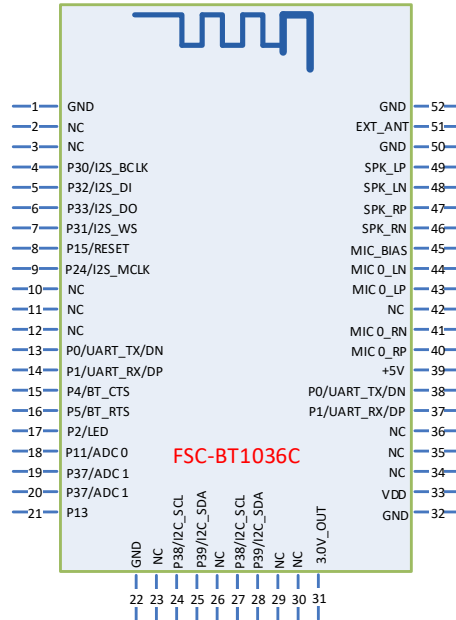 1 GND
2 NC
3 NC
4 P30/I2S_BCLK
5 P32/I2S_DI
6 P33/I2S_DO
7 P31/I2S_WS
8 P15/RESET
9 P24/I2S_MCLK
10 NC
11 NC
12 NC
13 P0/UART_TX/DN
14 P1/UART_RX/DP
15 P4/BT_CTS
16 P5/BT_RTS
17 P2/LED
18 P11/ADC 0
19 P37/ADC 1
20 P37/ADC 1
21 P13
GND 52
EXT_ANT 51
GND 50
SPK_LP 49
SPK_LN 48
SPK_RP 47
SPK_RN 46
MIC_BIAS 45
MIC 0_LN 44
MIC 0_LP 43
NC 42
MIC 0_RN 41
MIC 0_RP 40
+5V 39
P0/UART_TX/DN 38
P1/UART_RX/DP 37
NC 36
NC 35
NC 34
VDD 33
GND 32
FSC-BT1036C
GND 22
NC 23
P38/I2C_SCL 24
P39/I2C_SDA 25
NC 26
P38/I2C_SCL 27
P39/I2C_SDA 28
NC 29
NC 30
3.0V_OUT 31